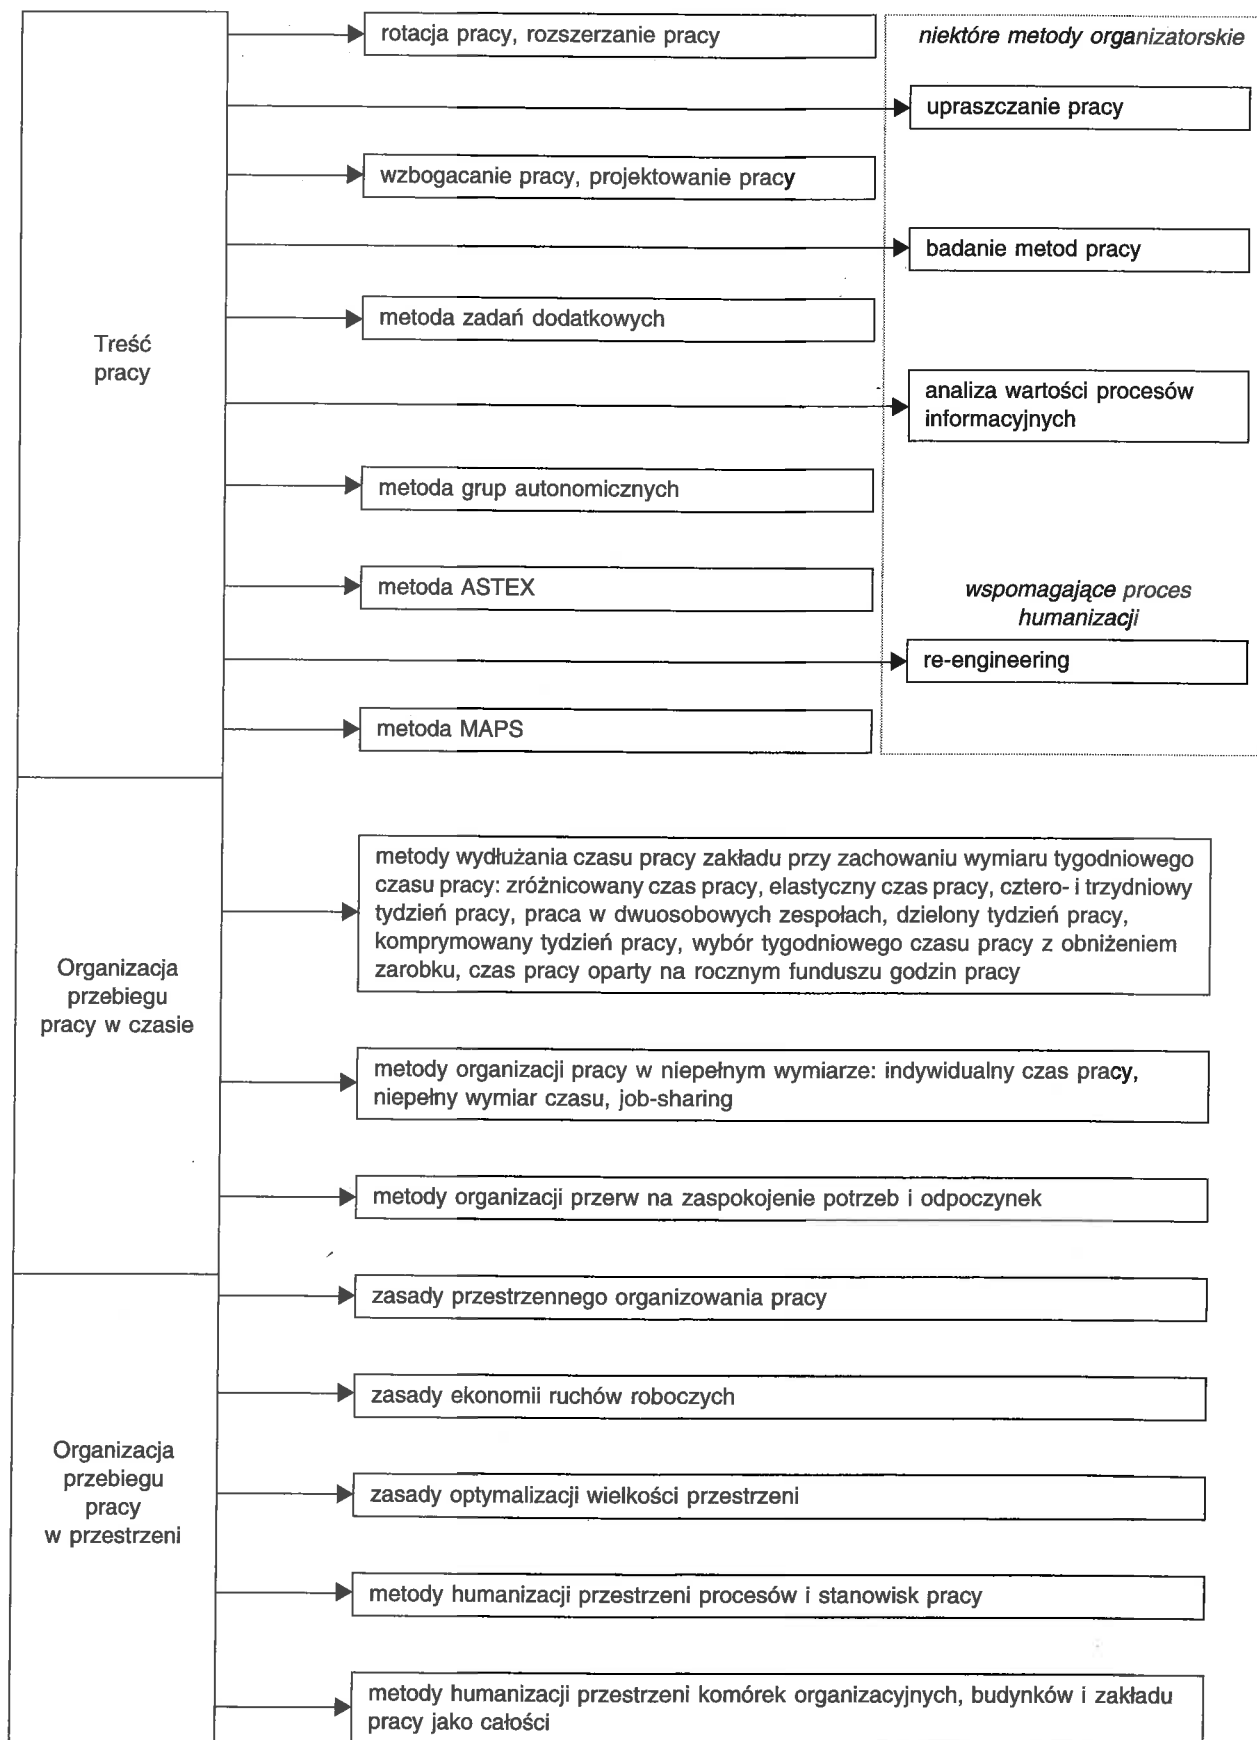 rotacja pracy, rozszerzanie pracy
niektóre metody organizatorskie
upraszczanie pracy
wzbogacanie pracy, projektowanie pracy
badanie metod pracy
metoda zadań dodatkowych
Treść
pracy
analiza wartości procesów
informacyjnych
metoda grup autonomicznych
metoda ASTEX
wspomagające proces
humanizacji
re-engineering
metoda MAPS
Organizacja
przebiegu
pracy w czasie
metody wydłużania czasu pracy zakładu przy zachowaniu wymiaru tygodniowego
czasu pracy: zróżnicowany czas pracy, elastyczny czas pracy, cztero- i trzydniowy
tydzień pracy, praca w dwuosobowych zespołach, dzielony tydzień pracy,
komprymowany tydzień pracy, wybór tygodniowego czasu pracy z obniżeniem
zarobku, czas pracy oparty na rocznym funduszu godzin pracy
metody organizacji pracy w niepełnym wymiarze: indywidualny czas pracy,
niepełny wymiar czasu, job-sharing
metody organizacji przerw na zaspokojenie potrzeb i odpoczynek
Organizacja
przebiegu
pracy
w przestrzeni
zasady przestrzennego organizowania pracy
zasady ekonomii ruchów roboczych
zasady optymalizacji wielkości przestrzeni
metody humanizacji przestrzeni procesów i stanowisk pracy
metody humanizacji przestrzeni komórek organizacyjnych, budynków i zakładu
pracy jako całości